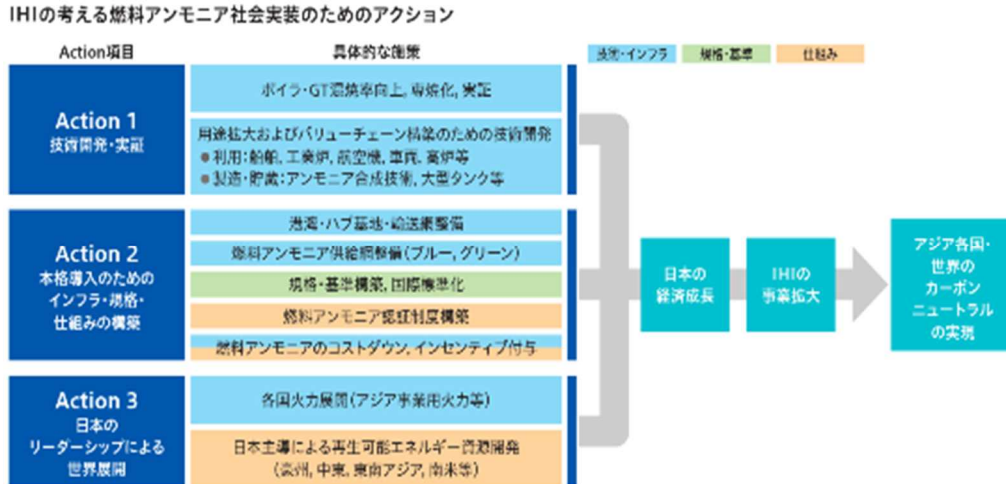 IHIの考える燃料アンモニア社会実装のためのアクション
Action項目
具体的な施策
技術・インフラ
規格・基準
仕組み
Action 1
技術開発・実証
ボイラ・GT混焼率向上, 専焼化, 実証
用途拡大およびバリューチェーン構築のための技術開発
●利用：船舶, 工業炉, 航空機, 車両, 高炉等
●製造・貯蔵：アンモニア合成技術, 大型タンク等
Action 2
本格導入のための
インフラ・規格・
仕組みの構築
港湾・ハブ基地・輸送網整備
燃料アンモニア供給網整備（ブルー, グリーン）
規格・基準構築, 国際標準化
燃料アンモニア認証制度構築
燃料アンモニアのコストダウン, インセンティブ付与
Action 3
日本の
リーダーシップによる
世界展開
各国火力展開（アジア事業用火力等）
日本主導による再生可能エネルギー資源開発
（豪州, 中東, 東南アジア, 南米等）
日本の
経済成長
IHIの
事業拡大
アジア各国・
世界の
カーボン
ニュートラル
の実現